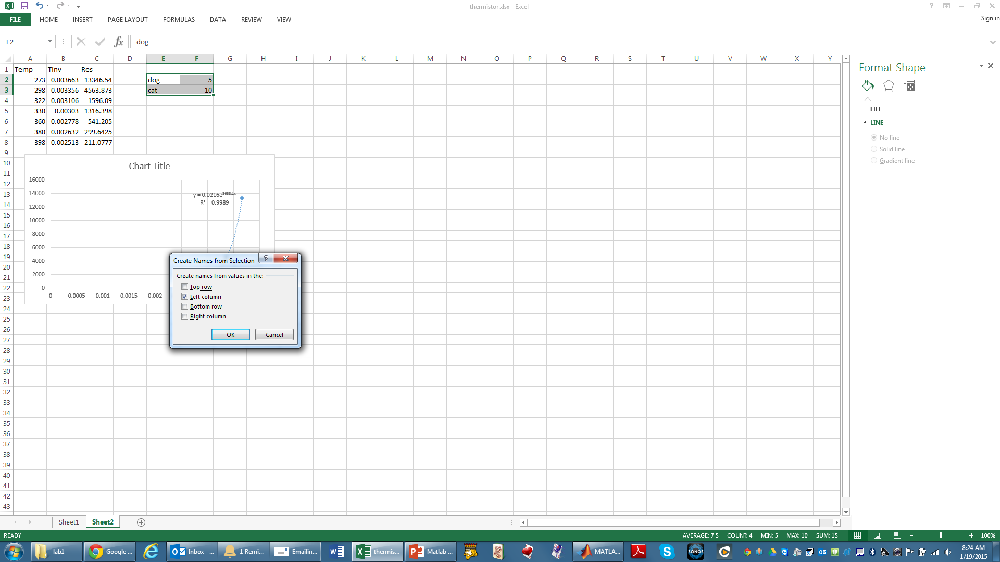 thermistor.xlsx - Excel
FILE HOME INSERT PAGE LAYOUT FORMULAS DATA REVIEW VIEW
Sign in
E2 fx dog
A B C D E F G H I J K L M N O P Q R S T U V W X Y
1 Temp Tinv Res
2 273 0.003663 13346.54 dog 5
3 298 0.003356 4563.873 cat 10
4 322 0.003106 1596.09
5 330 0.00303 1316.398
6 360 0.002778 541.205
7 380 0.002632 299.6425
8 398 0.002513 211.0777
9
10
11
12
13
14
15
16
17
18
19
20
21
22
23
24
25
26
27
28
29
30
31
32
33
34
35
36
37
38
39
40
41
42
43
Chart Title
16000
14000
12000
10000
8000
6000
4000
2000
0
y = 0.0216e3638.1x
R² = 0.9989
0 0.0005 0.001 0.0015 0.002
Create Names from Selection
Create names from values in the:
Top row
Left column
Bottom row
Right column
OK Cancel
Format Shape
FILL
LINE
No line
Solid line
Gradient line
Sheet1 Sheet2
READY
AVERAGE: 7.5 COUNT: 4 MIN: 5 MAX: 10 SUM: 15
100%
lab1
Google ...
Inbox - ...
1 Remi...
Emailin...
thermis...
Matlab ...
MATLA...
SONOS
8:24 AM
1/19/2015